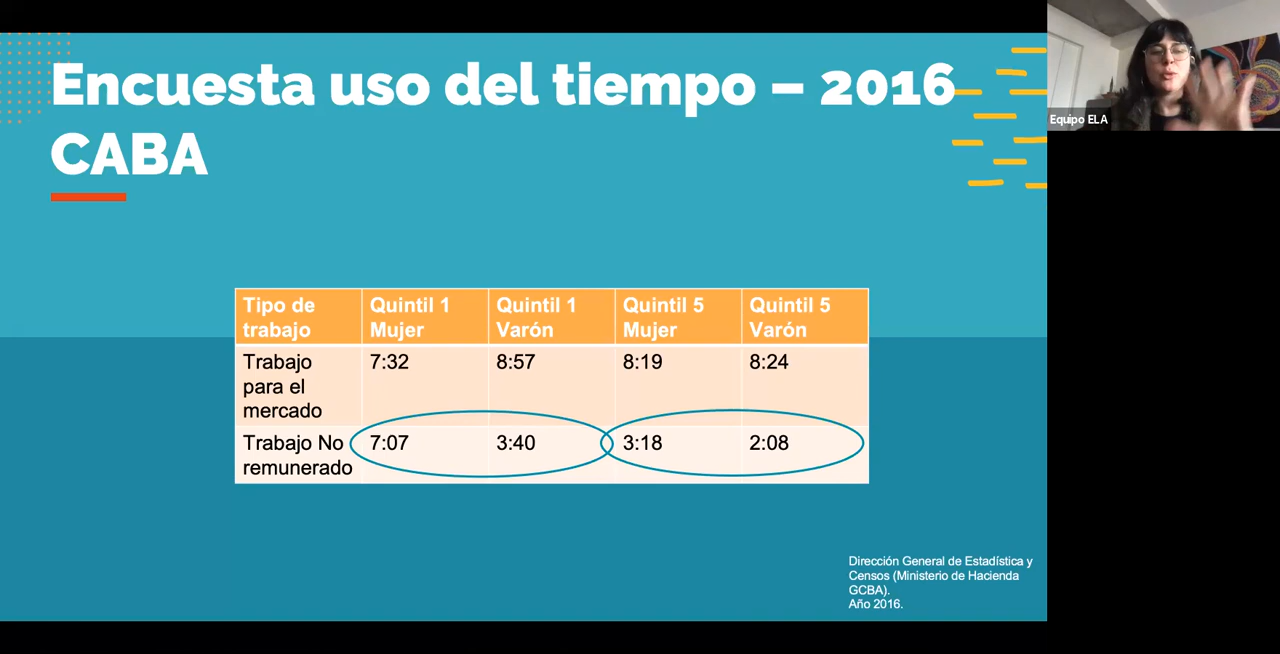 Encuesta uso del tiempo – 2016
CABA
Equipo ELA
Tipo de trabajo Quintil 1 Mujer Quintil 1 Varón Quintil 5 Mujer Quintil 5 Varón
Trabajo para el mercado 7:32 8:57 8:19 8:24
Trabajo No remunerado 7:07 3:40 3:18 2:08
Dirección General de Estadística y
Censos (Ministerio de Hacienda
GCBA).
Año 2016.